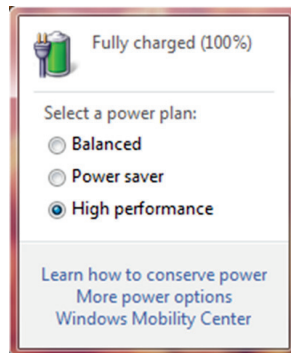 Fully charged (100%)
Select a power plan:
Balanced
Power saver
High performance
Learn how to conserve power
More power options
Windows Mobility Center